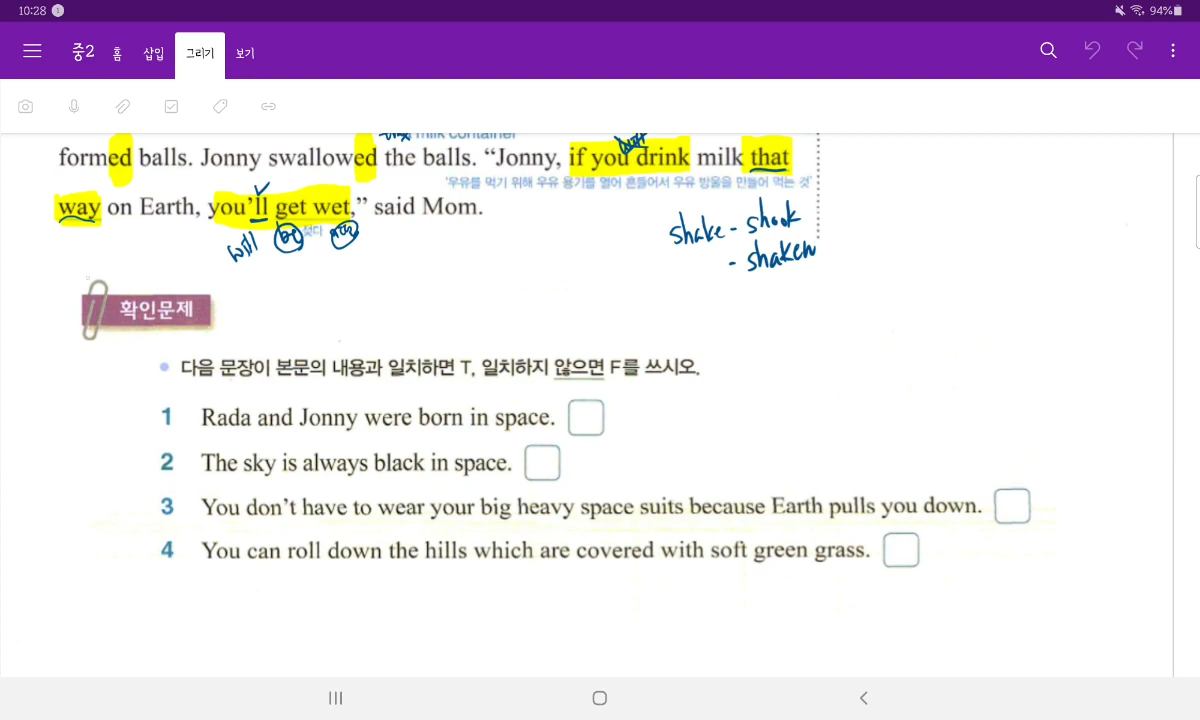 10:28 1 94%
중2 홈 삽입 그리기 보기
milk container
formed balls. Jonny swallowed the balls. “Jonny, if you drink milk that
'우유를 먹기 위해 우유 용기를 열어 흔들어서 우유 방울을 만들어 먹는 것'
way on Earth, you’ll get wet,” said Mom.
will be 젖다
shake - shook
- shaken
확인문제
다음 문장이 본문의 내용과 일치하면 T, 일치하지 않으면 F를 쓰시오.
1 Rada and Jonny were born in space.
2 The sky is always black in space.
3 You don’t have to wear your big heavy space suits because Earth pulls you down.
4 You can roll down the hills which are covered with soft green grass.